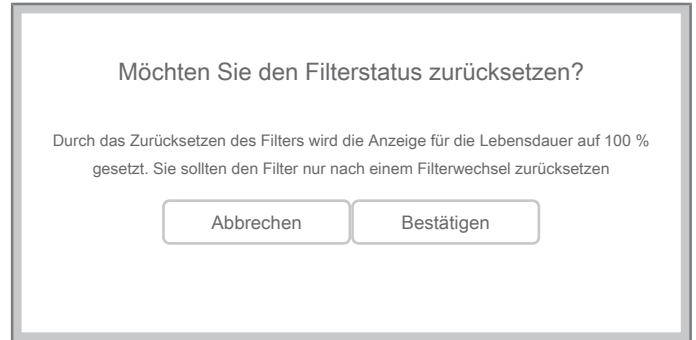 Möchten Sie den Filterstatus zurücksetzen?
Durch das Zurücksetzen des Filters wird die Anzeige für die Lebensdauer auf 100 %
gesetzt. Sie sollten den Filter nur nach einem Filterwechsel zurücksetzen
Abbrechen
Bestätigen